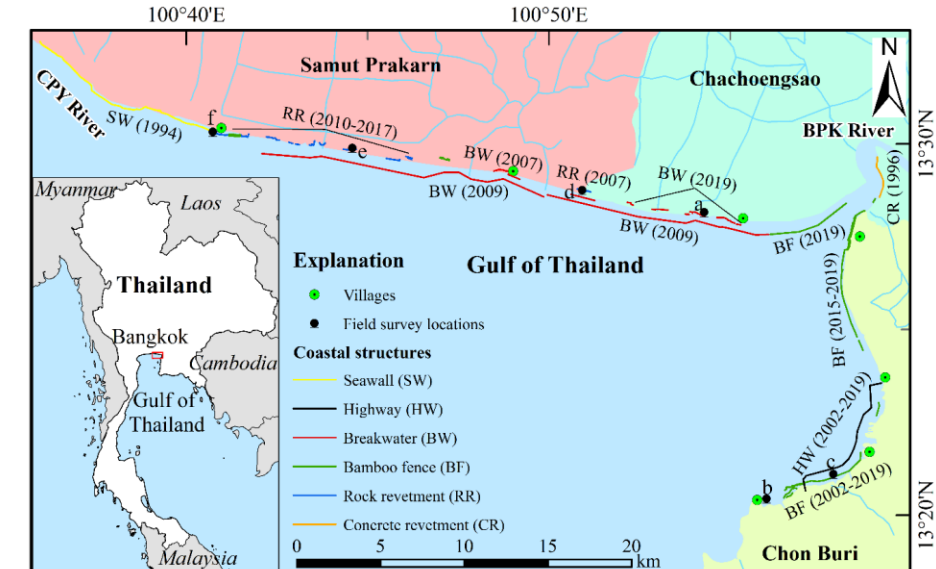 100°40'E
100°50'E
N
Samut Prakarn
Chachoengsao
CPY River
SW (1994)
f
RR (2010-2017)
e
BW (2009)
BW (2007)
RR (2007)
d
BW (2019)
a
BW (2009)
BPK River
13°30'N
CR (1996)
BF (2019)
Gulf of Thailand
BF (2015-2019)
HW (2002-2019)
c
b
BF (2002-2019)
13°20'N
Chon Buri
Myanmar
Laos
Thailand
Bangkok
Cambodia
Gulf of
Thailand
Malaysia
Explanation
Villages
Field survey locations
Coastal structures
Seawall (SW)
Highway (HW)
Breakwater (BW)
Bamboo fence (BF)
Rock revetment (RR)
Concrete revetment (CR)
0 5 10 15 20
km